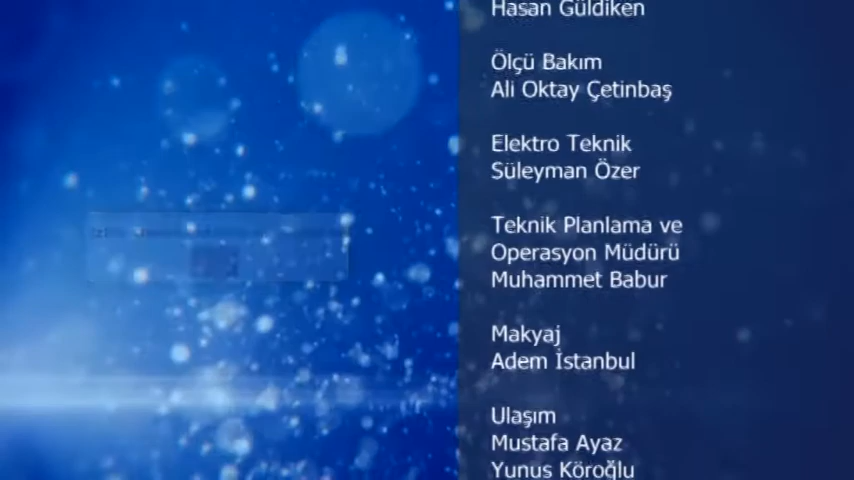 Hasan Güldiken
Ölçü Bakım
Ali Oktay Çetinbaş
Elektro Teknik
Süleyman Özer
Teknik Planlama ve
Operasyon Müdürü
Muhammet Babur
Makyaj
Adem İstanbul
Ulaşım
Mustafa Ayaz
Yunus Köroğlu